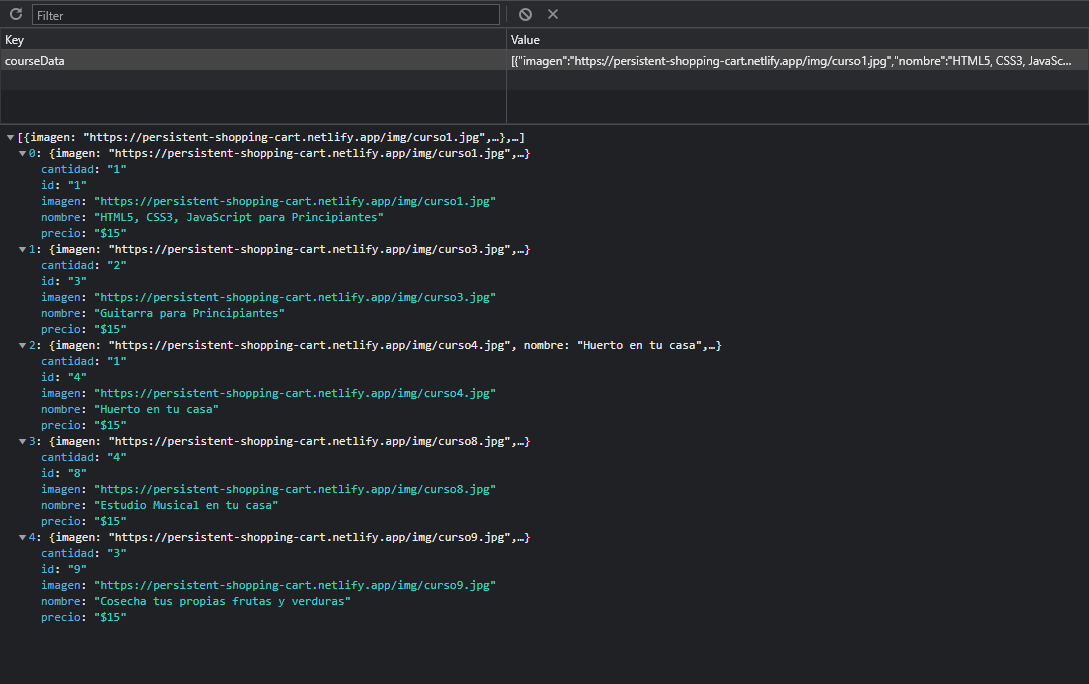 Filter
Key Value
courseData [{"imagen":"https://persistent-shopping-cart.netlify.app/img/curso1.jpg","nombre":"HTML5, CSS3, JavaSc…
[{imagen: "https://persistent-shopping-cart.netlify.app/img/curso1.jpg",…},…]
0: {imagen: "https://persistent-shopping-cart.netlify.app/img/curso1.jpg",…}
cantidad: "1"
id: "1"
imagen: "https://persistent-shopping-cart.netlify.app/img/curso1.jpg"
nombre: "HTML5, CSS3, JavaScript para Principiantes"
precio: "$15"
1: {imagen: "https://persistent-shopping-cart.netlify.app/img/curso3.jpg",…}
cantidad: "2"
id: "3"
imagen: "https://persistent-shopping-cart.netlify.app/img/curso3.jpg"
nombre: "Guitarra para Principiantes"
precio: "$15"
2: {imagen: "https://persistent-shopping-cart.netlify.app/img/curso4.jpg", nombre: "Huerto en tu casa",…}
cantidad: "1"
id: "4"
imagen: "https://persistent-shopping-cart.netlify.app/img/curso4.jpg"
nombre: "Huerto en tu casa"
precio: "$15"
3: {imagen: "https://persistent-shopping-cart.netlify.app/img/curso8.jpg",…}
cantidad: "4"
id: "8"
imagen: "https://persistent-shopping-cart.netlify.app/img/curso8.jpg"
nombre: "Estudio Musical en tu casa"
precio: "$15"
4: {imagen: "https://persistent-shopping-cart.netlify.app/img/curso9.jpg",…}
cantidad: "3"
id: "9"
imagen: "https://persistent-shopping-cart.netlify.app/img/curso9.jpg"
nombre: "Cosecha tus propias frutas y verduras"
precio: "$15"